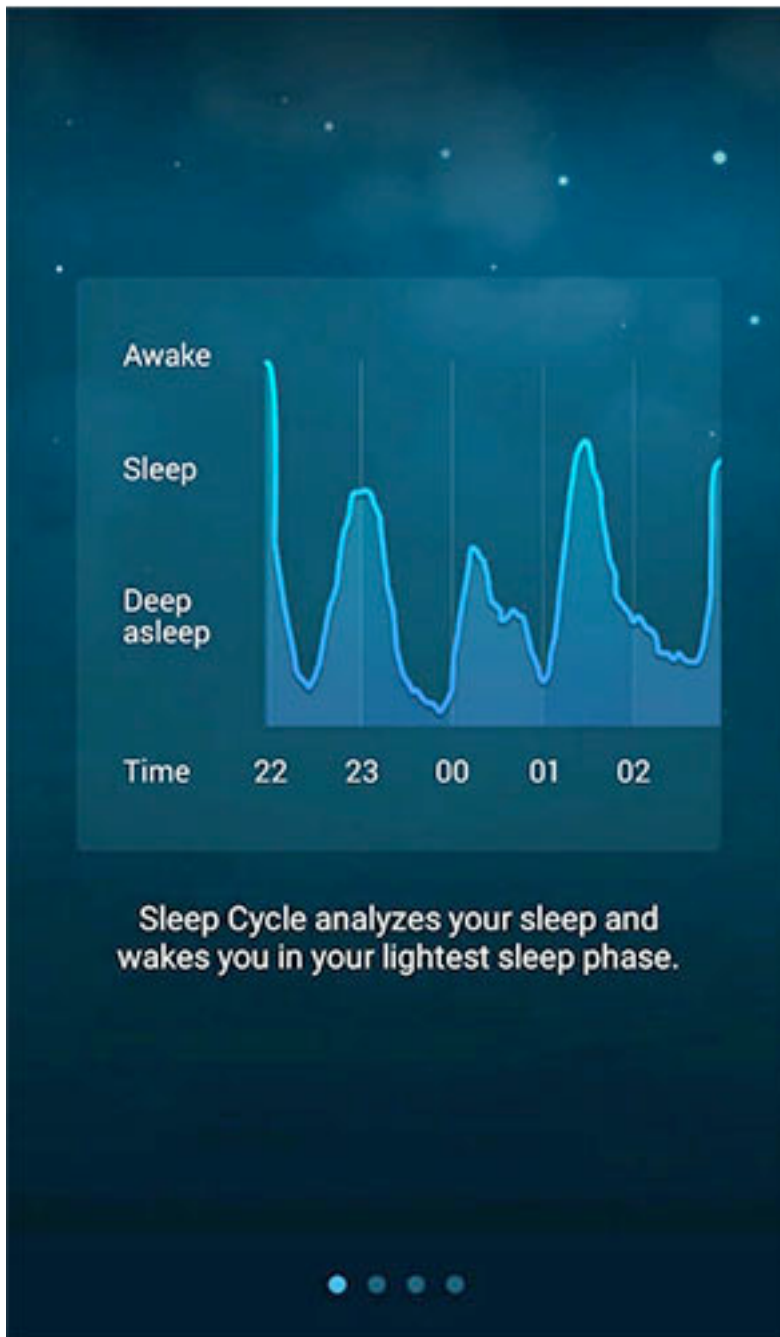 Awake
Sleep
Deep
asleep
Time 22 23 00 01 02
Sleep Cycle analyzes your sleep and
wakes you in your lightest sleep phase.